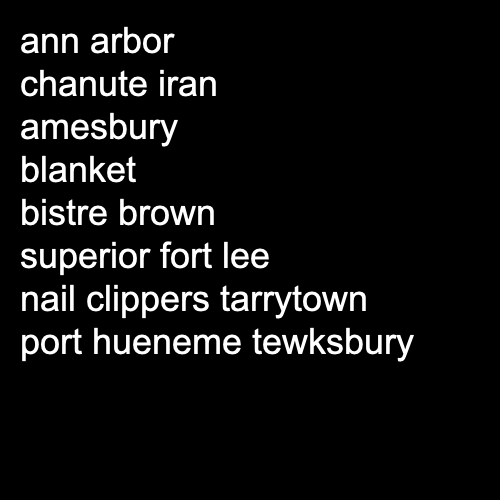 ann arbor
chanute iran
amesbury
blanket
bistre brown
superior fort lee
nail clippers tarrytown
port hueneme tewksbury